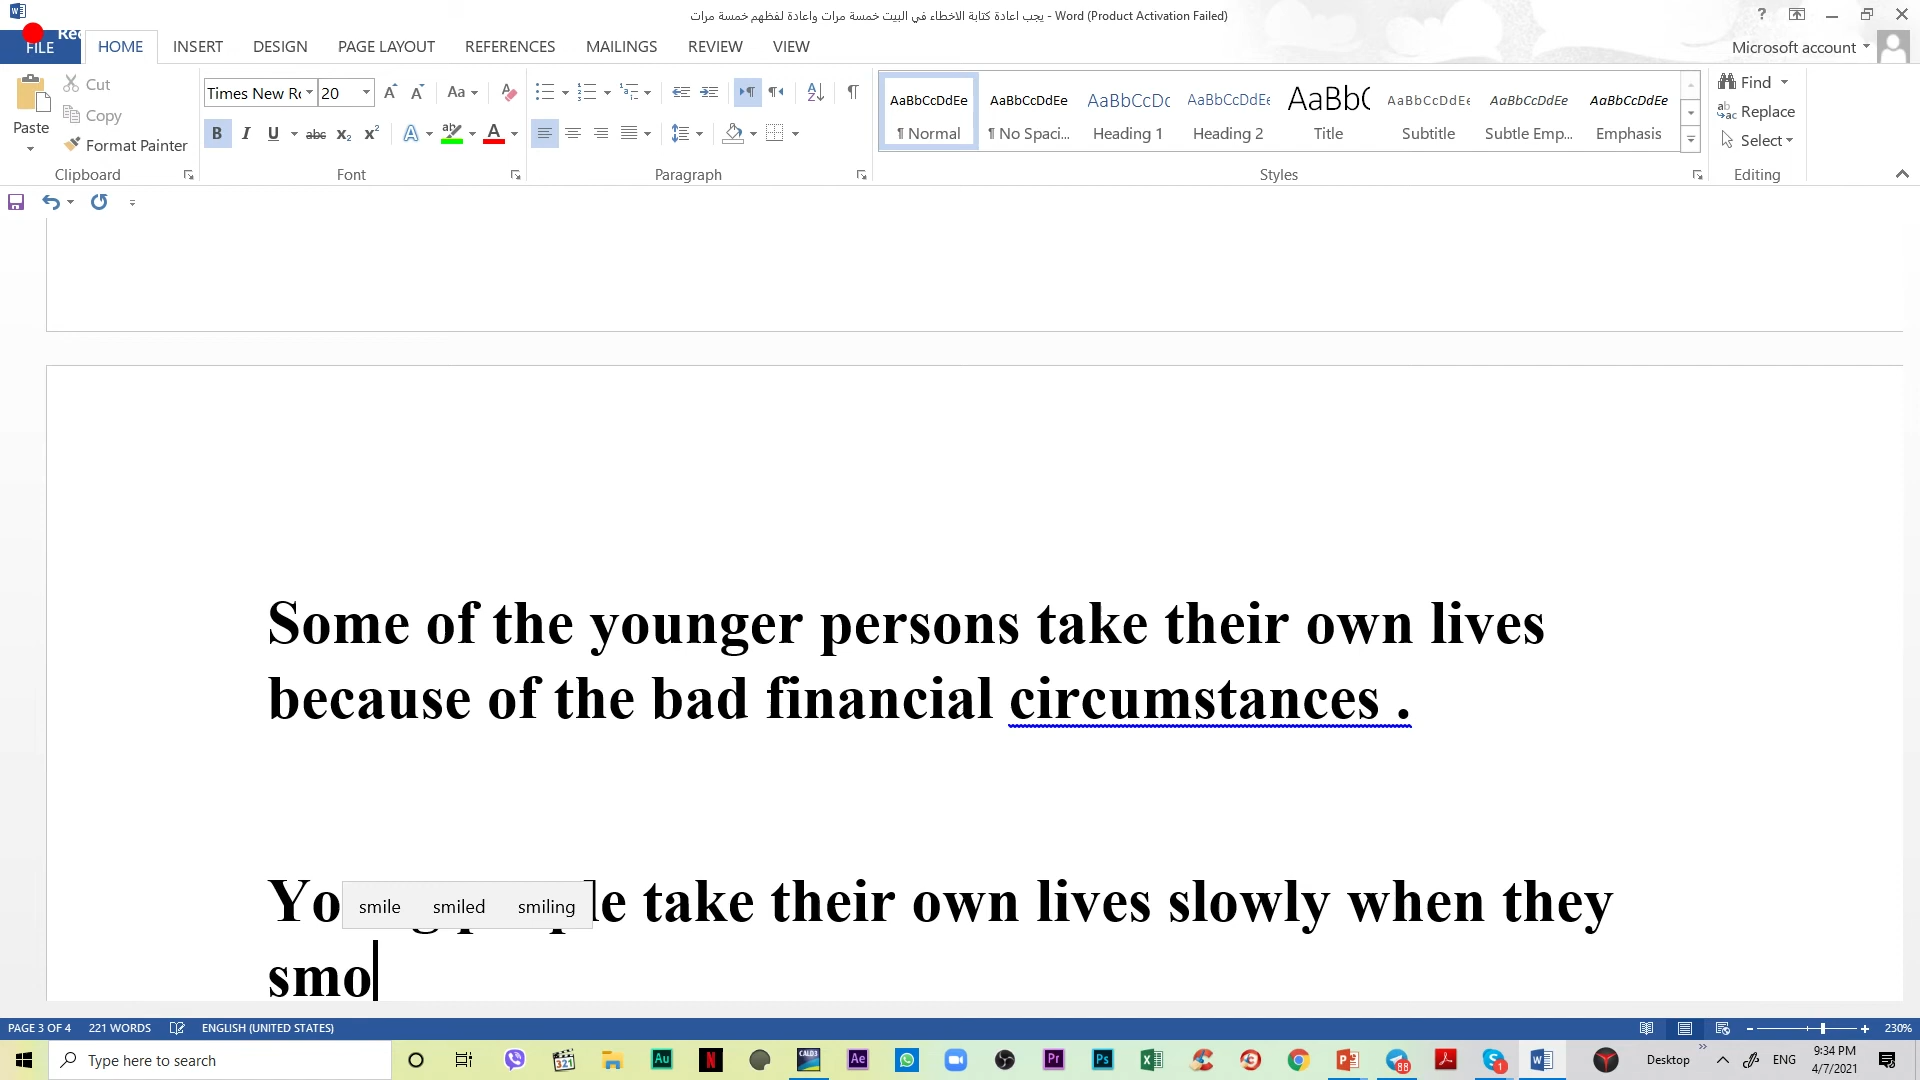 يجب اعادة كتابة الاخطاء في البيت خمسة مرات واعادة لفظهم خمسة مرات - Word (Product Activation Failed)
FILE HOME INSERT DESIGN PAGE LAYOUT REFERENCES MAILINGS REVIEW VIEW Microsoft account
Cut
Copy
Paste
Format Painter
Clipboard
Times New Ro 20
Font
Paragraph
AaBbCcDdEe AaBbCcDdEe AaBbCcDc AaBbCcDdEe AaBbC AaBbCcDdEe AaBbCcDdEe AaBbCcDdEe
¶ Normal ¶ No Spaci... Heading 1 Heading 2 Title Subtitle Subtle Emp... Emphasis
Styles
Find
Replace
Select
Editing
Some of the younger persons take their own lives
because of the bad financial circumstances .
take their own lives slowly when they
smile smiled smiling
smo
PAGE 3 OF 4 221 WORDS ENGLISH (UNITED STATES) 230%
Type here to search Desktop ENG 9:34 PM
4/7/2021